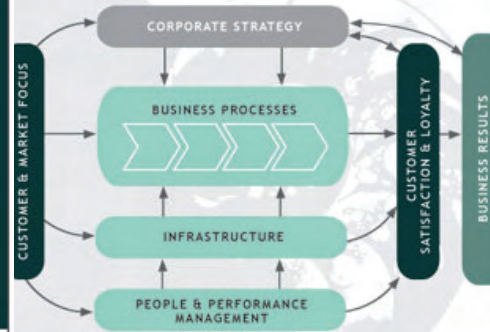 CORPORATE STRATEGY
CUSTOMER & MARKET FOCUS
BUSINESS PROCESSES
INFRASTRUCTURE
PEOPLE & PERFORMANCE
MANAGEMENT
CUSTOMER
SATISFACTION & LOYALTY
BUSINESS RESULTS